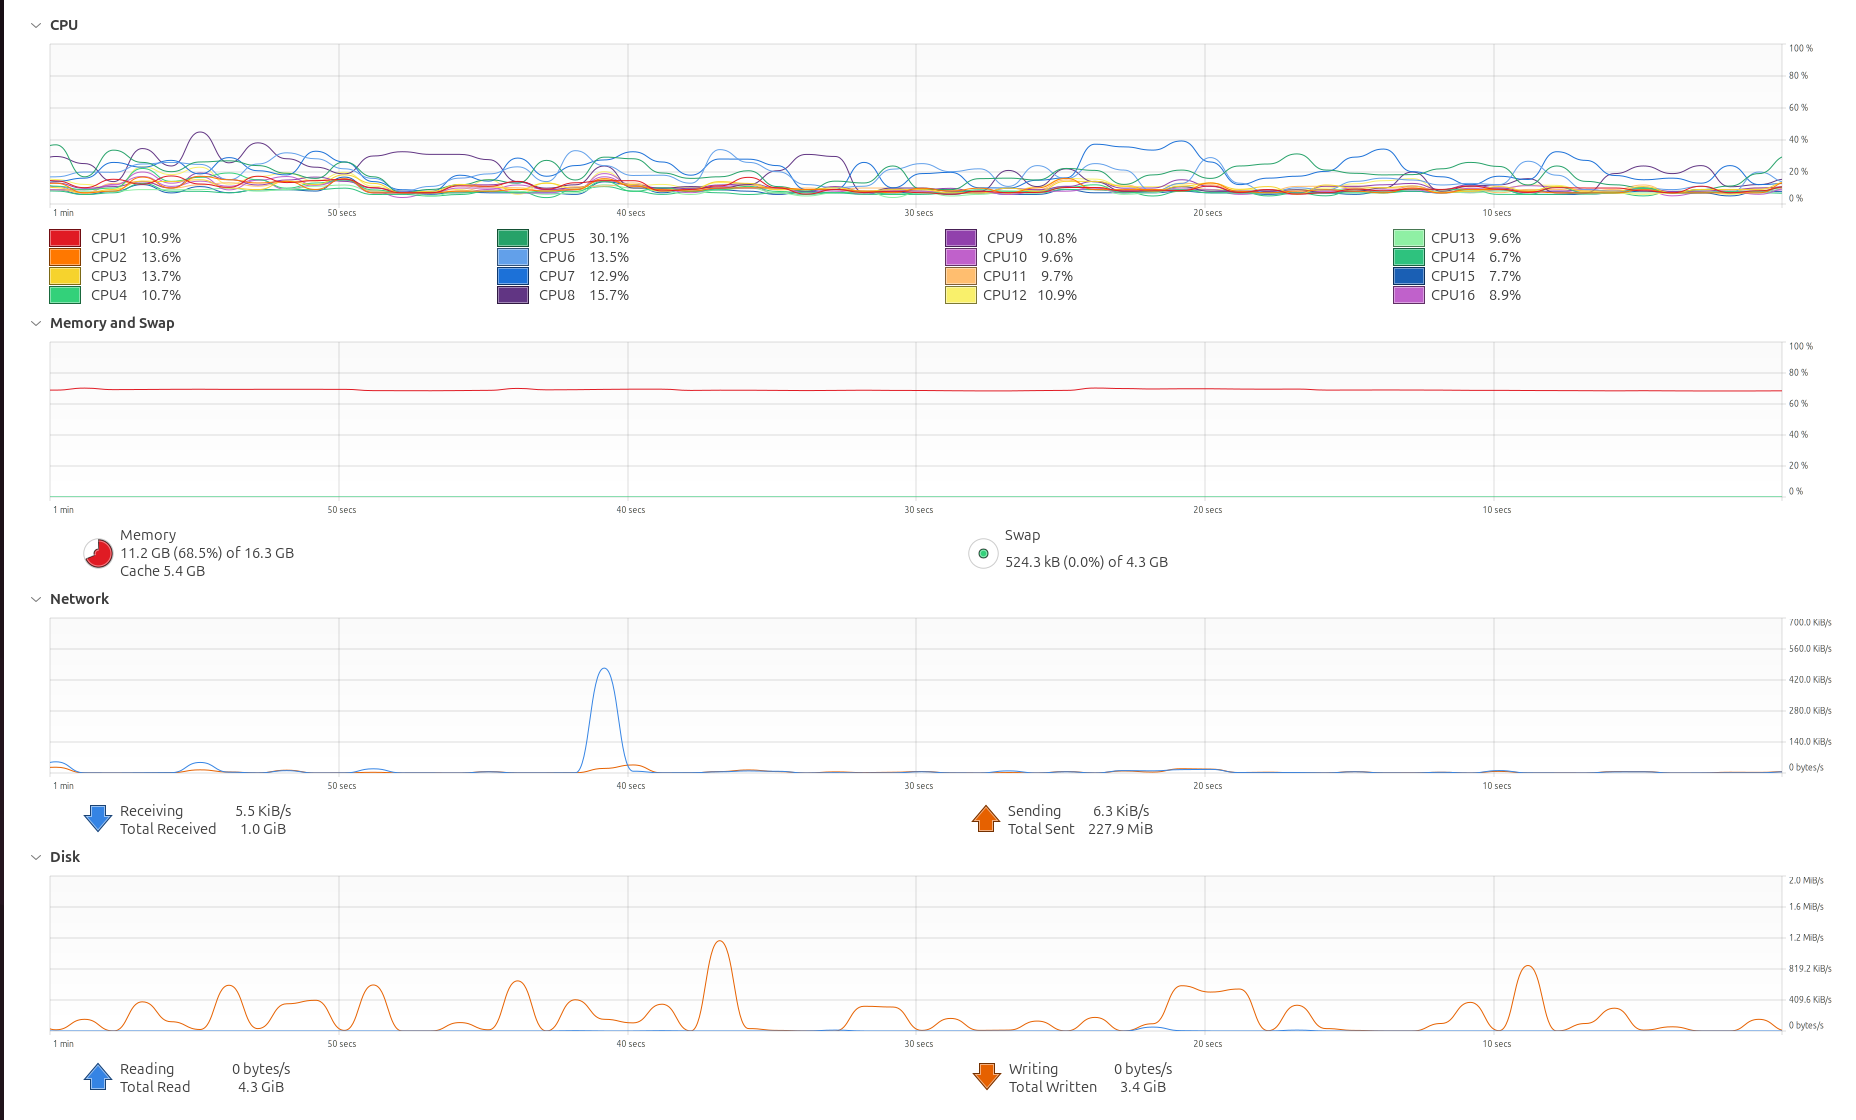 CPU
100 %
80 %
60 %
40 %
20 %
0 %
1 min 50 secs 40 secs 30 secs 20 secs 10 secs
CPU1 10.9% CPU5 30.1% CPU9 10.8% CPU13 9.6%
CPU2 13.6% CPU6 13.5% CPU10 9.6% CPU14 6.7%
CPU3 13.7% CPU7 12.9% CPU11 9.7% CPU15 7.7%
CPU4 10.7% CPU8 15.7% CPU12 10.9% CPU16 8.9%
Memory and Swap
100 %
80 %
60 %
40 %
20 %
0 %
1 min 50 secs 40 secs 30 secs 20 secs 10 secs
Memory Swap
11.2 GB (68.5%) of 16.3 GB 524.3 kB (0.0%) of 4.3 GB
Cache 5.4 GB
Network
700.0 KiB/s
560.0 KiB/s
420.0 KiB/s
280.0 KiB/s
140.0 KiB/s
0 bytes/s
1 min 50 secs 40 secs 30 secs 20 secs 10 secs
Receiving 5.5 KiB/s Sending 6.3 KiB/s
Total Received 1.0 GiB Total Sent 227.9 MiB
Disk
2.0 MiB/s
1.6 MiB/s
1.2 MiB/s
819.2 KiB/s
409.6 KiB/s
0 bytes/s
1 min 50 secs 40 secs 30 secs 20 secs 10 secs
Reading 0 bytes/s Writing 0 bytes/s
Total Read 4.3 GiB Total Written 3.4 GiB